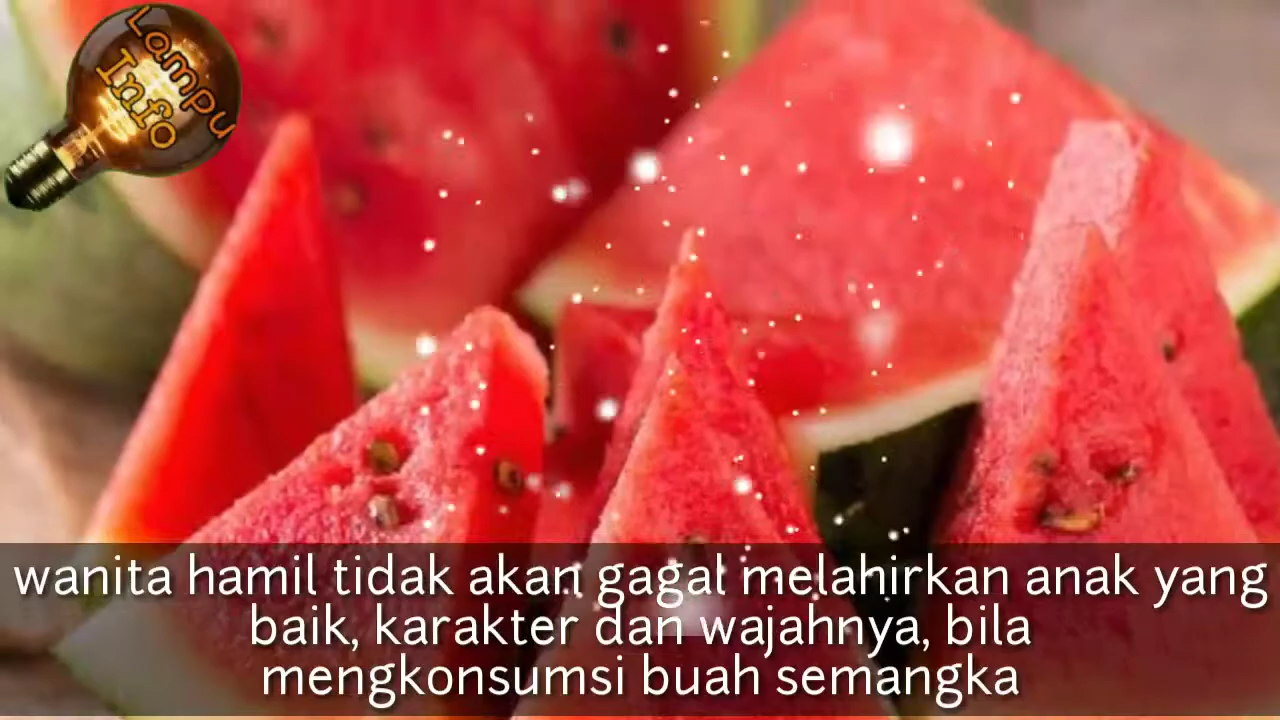 Lampu
Info
wanita hamil tidak akan gagal melahirkan anak yang
baik, karakter dan wajahnya, bila
mengkonsumsi buah semangka